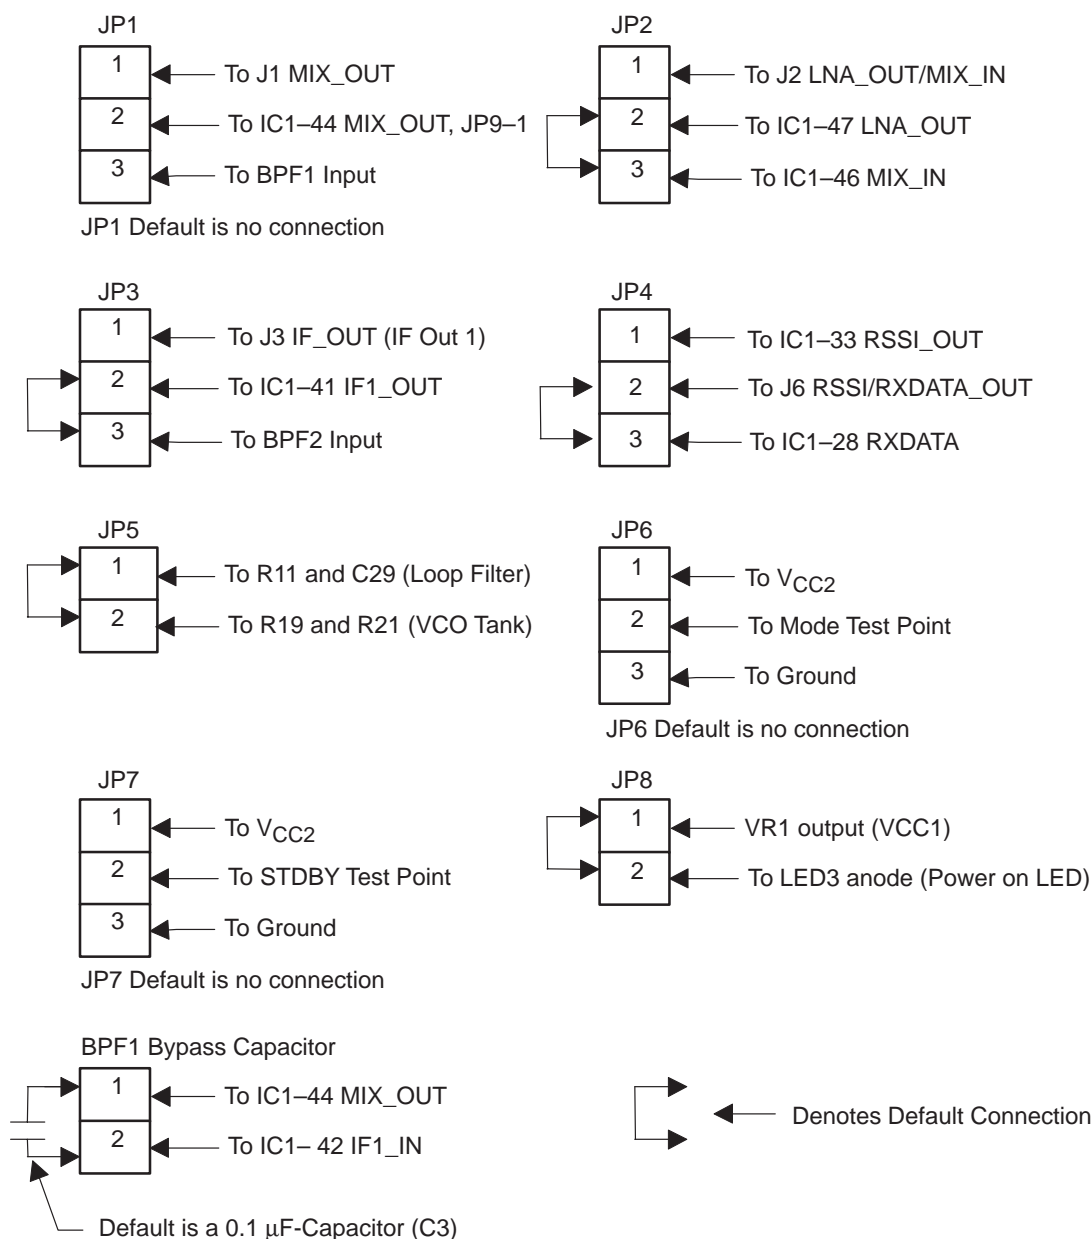 JP1
1
To J1 MIX_OUT
2
To IC1–44 MIX_OUT, JP9–1
3
To BPF1 Input
JP1 Default is no connection
JP2
1
To J2 LNA_OUT/MIX_IN
2
To IC1–47 LNA_OUT
3
To IC1–46 MIX_IN
JP3
1
To J3 IF_OUT (IF Out 1)
2
To IC1–41 IF1_OUT
3
To BPF2 Input
JP4
1
To IC1–33 RSSI_OUT
2
To J6 RSSI/RXDATA_OUT
3
To IC1–28 RXDATA
JP5
1
To R11 and C29 (Loop Filter)
2
To R19 and R21 (VCO Tank)
JP6
1
To VCC2
2
To Mode Test Point
3
To Ground
JP6 Default is no connection
JP7
1
To VCC2
2
To STDBY Test Point
3
To Ground
JP7 Default is no connection
JP8
1
VR1 output (VCC1)
2
To LED3 anode (Power on LED)
BPF1 Bypass Capacitor
1
To IC1–44 MIX_OUT
2
To IC1– 42 IF1_IN
Default is a 0.1 µF-Capacitor (C3)
Denotes Default Connection